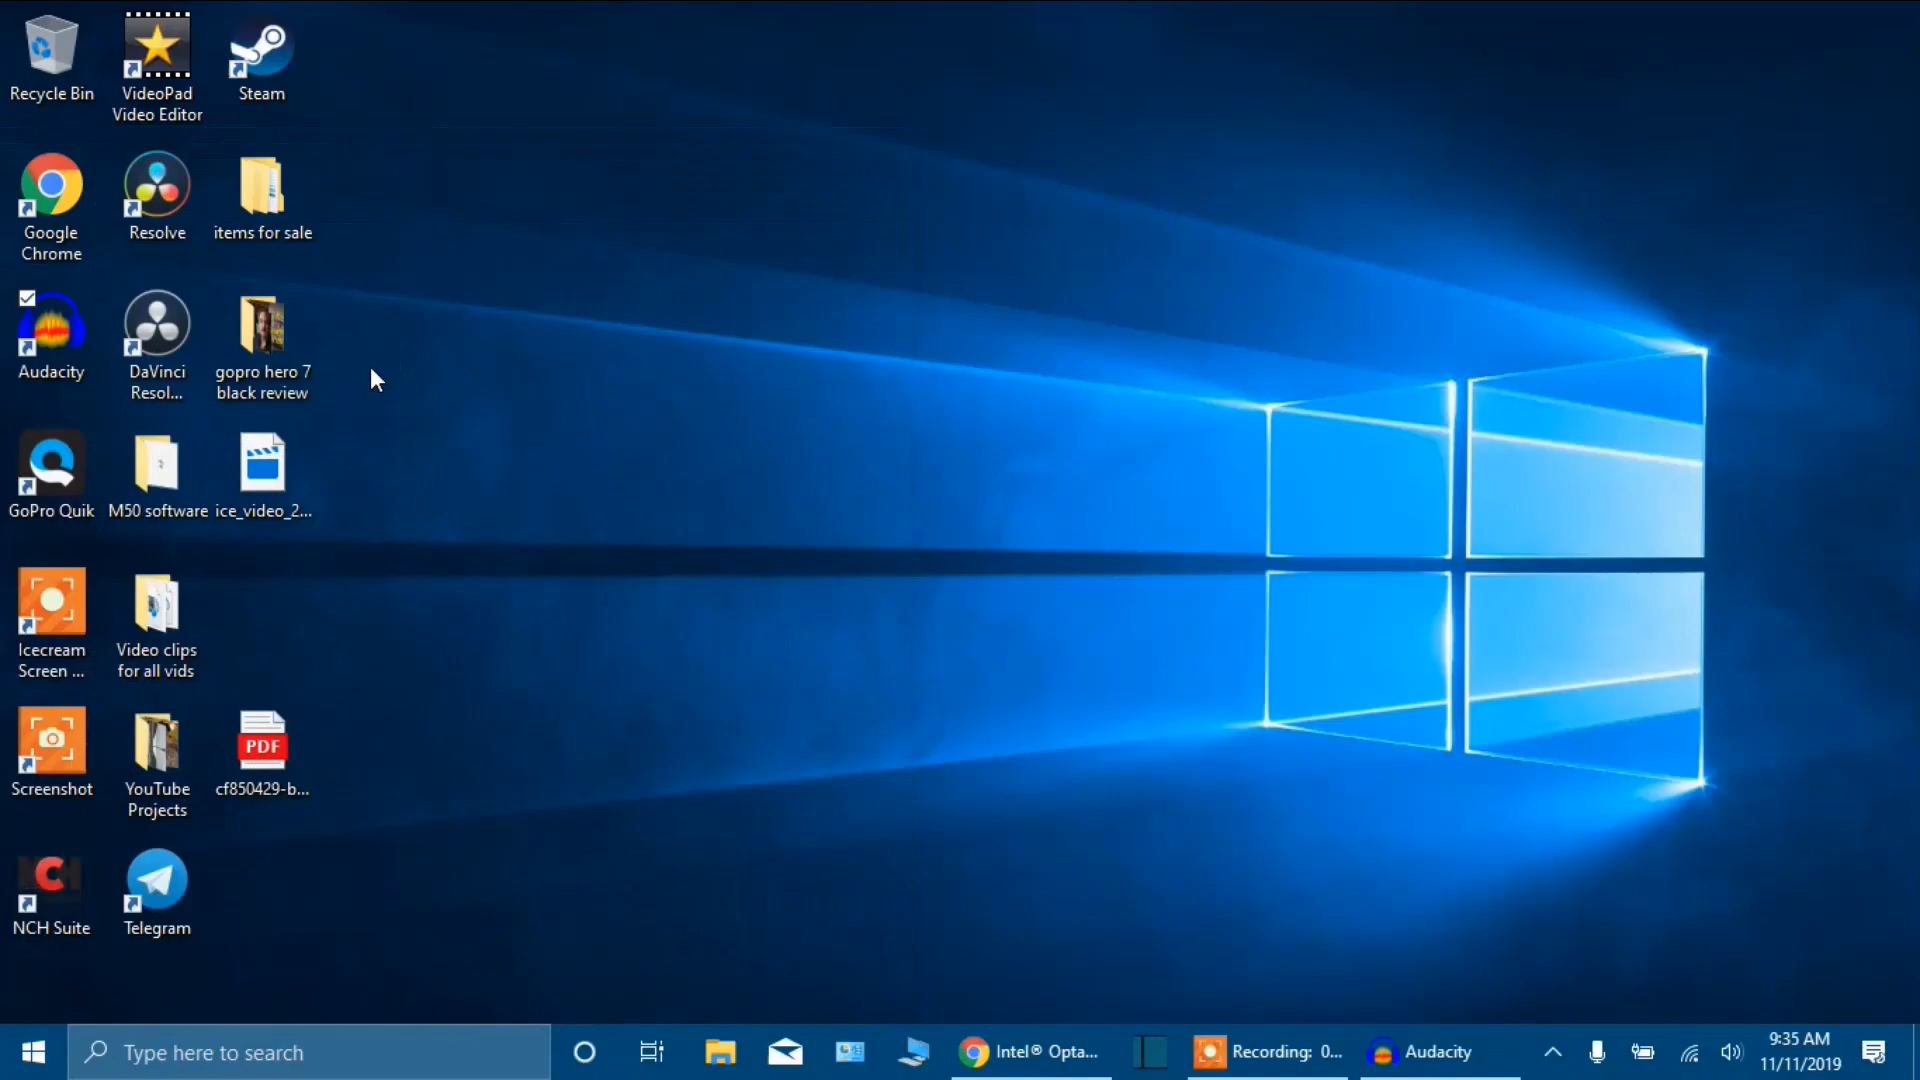 Recycle Bin
VideoPad
Video Editor
Steam
Google
Chrome
Resolve
items for sale
Audacity
DaVinci
Resol...
gopro hero 7
black review
GoPro Quik
M50 software
ice_video_2...
Icecream
Screen ...
Video clips
for all vids
Screenshot
YouTube
Projects
PDF
cf850429-b...
NCH
NCH Suite
Telegram
Type here to search
Intel® Opta...
Recording: 0...
Audacity
9:35 AM
11/11/2019